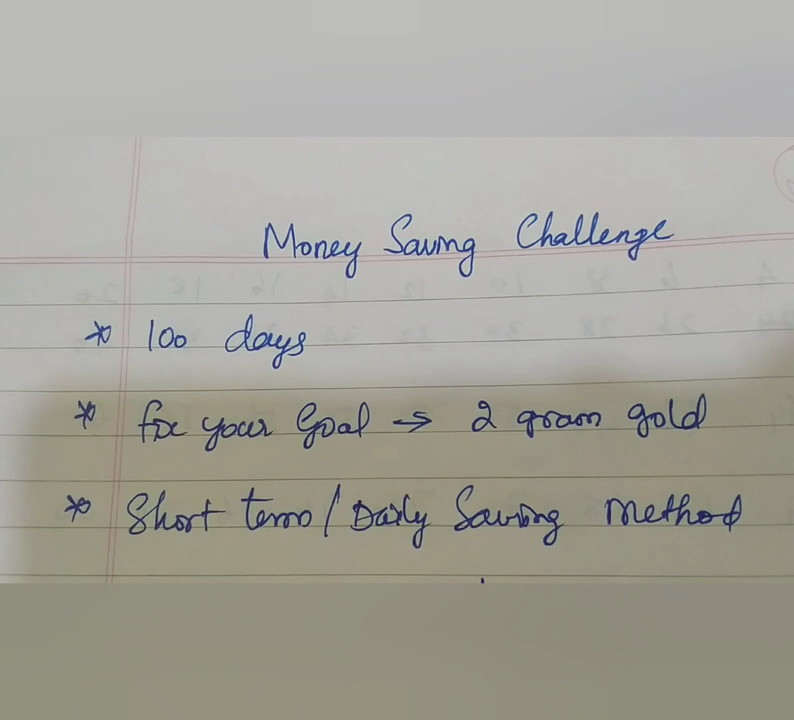 Money Saving Challenge
* 100 days
* fix your Goal → 2 gram gold
* Short term / Daily Saving Method